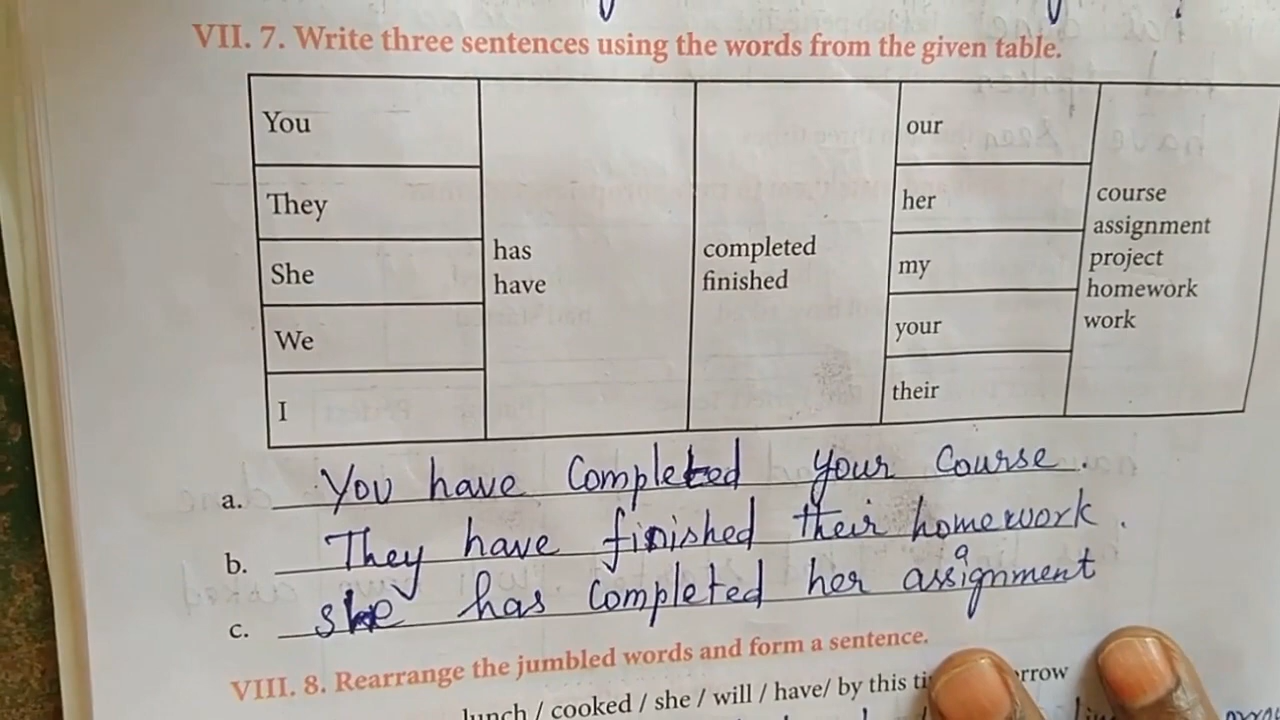 VII. 7. Write three sentences using the words from the given table.
You
They
She
We
I
has
have
completed
finished
our
her
my
your
their
course
assignment
project
homework
work
a. You have Completed your Course.
b. They have finished their homework.
c. she has completed her assignment
VIII. 8. Rearrange the jumbled words and form a sentence.
lunch / cooked / she / will / have/ by this